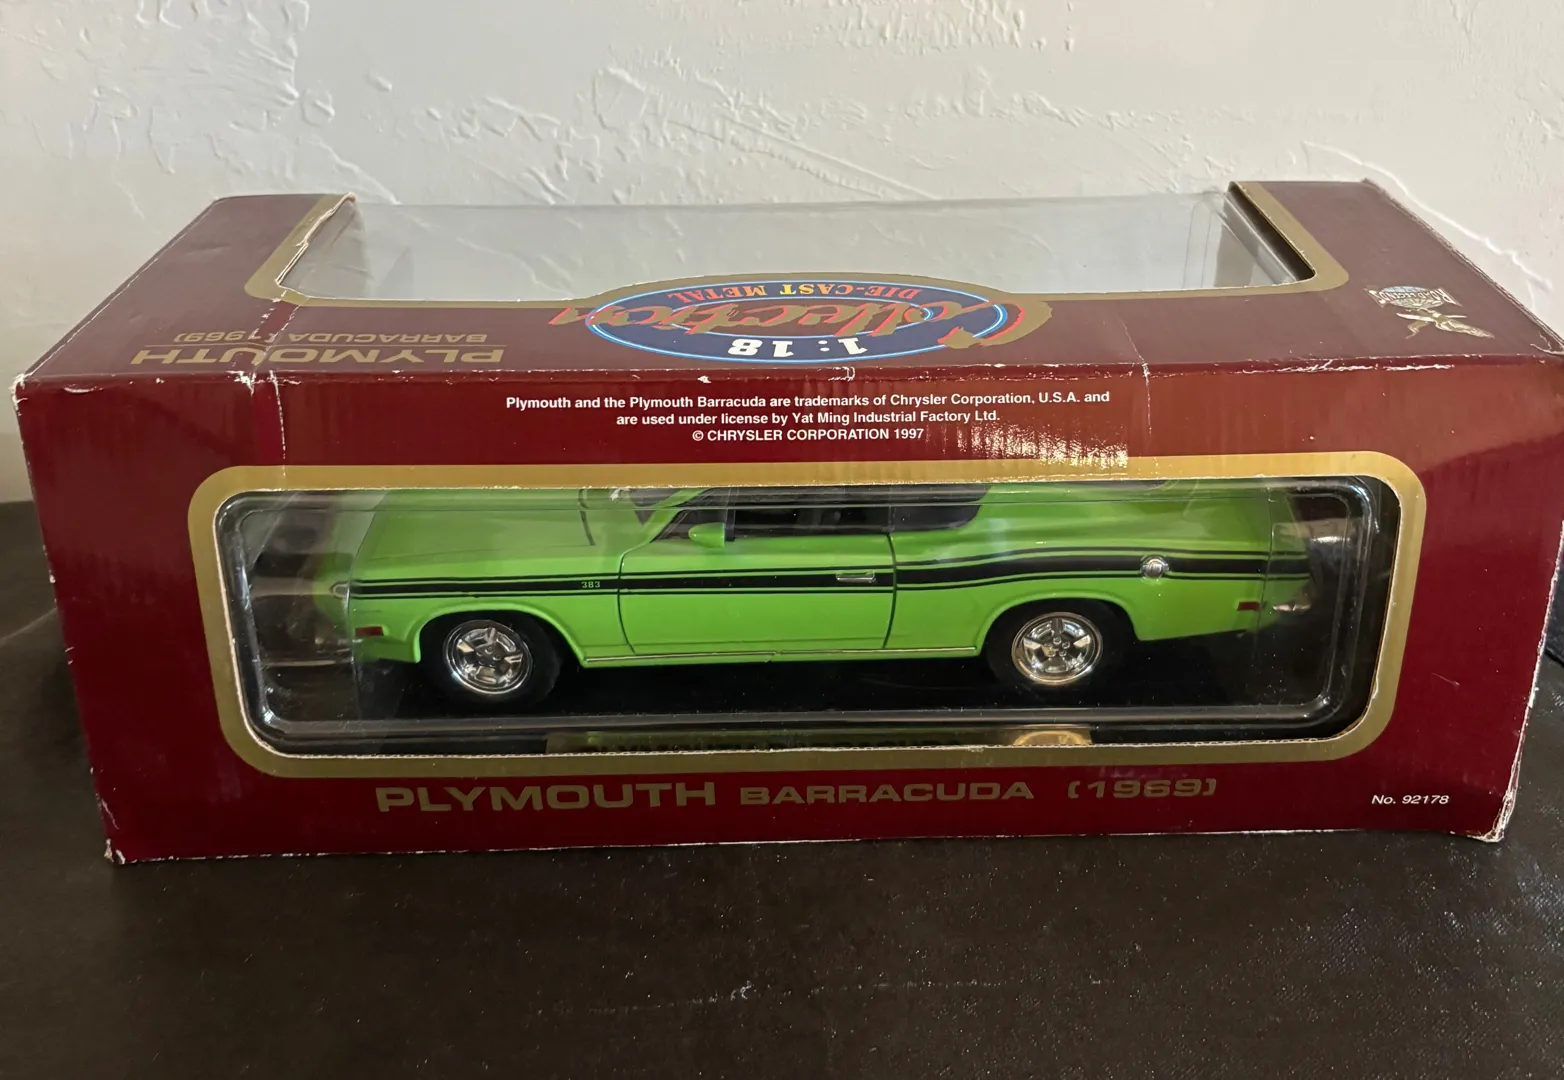 PLYMOUTH
BARRACUDA (1969)
1:18
Collection
DIE-CAST METAL
Plymouth and the Plymouth Barracuda are trademarks of Chrysler Corporation, U.S.A. and
are used under license by Yat Ming Industrial Factory Ltd.
© CHRYSLER CORPORATION 1997
383
PLYMOUTH BARRACUDA (1969)
No. 92178